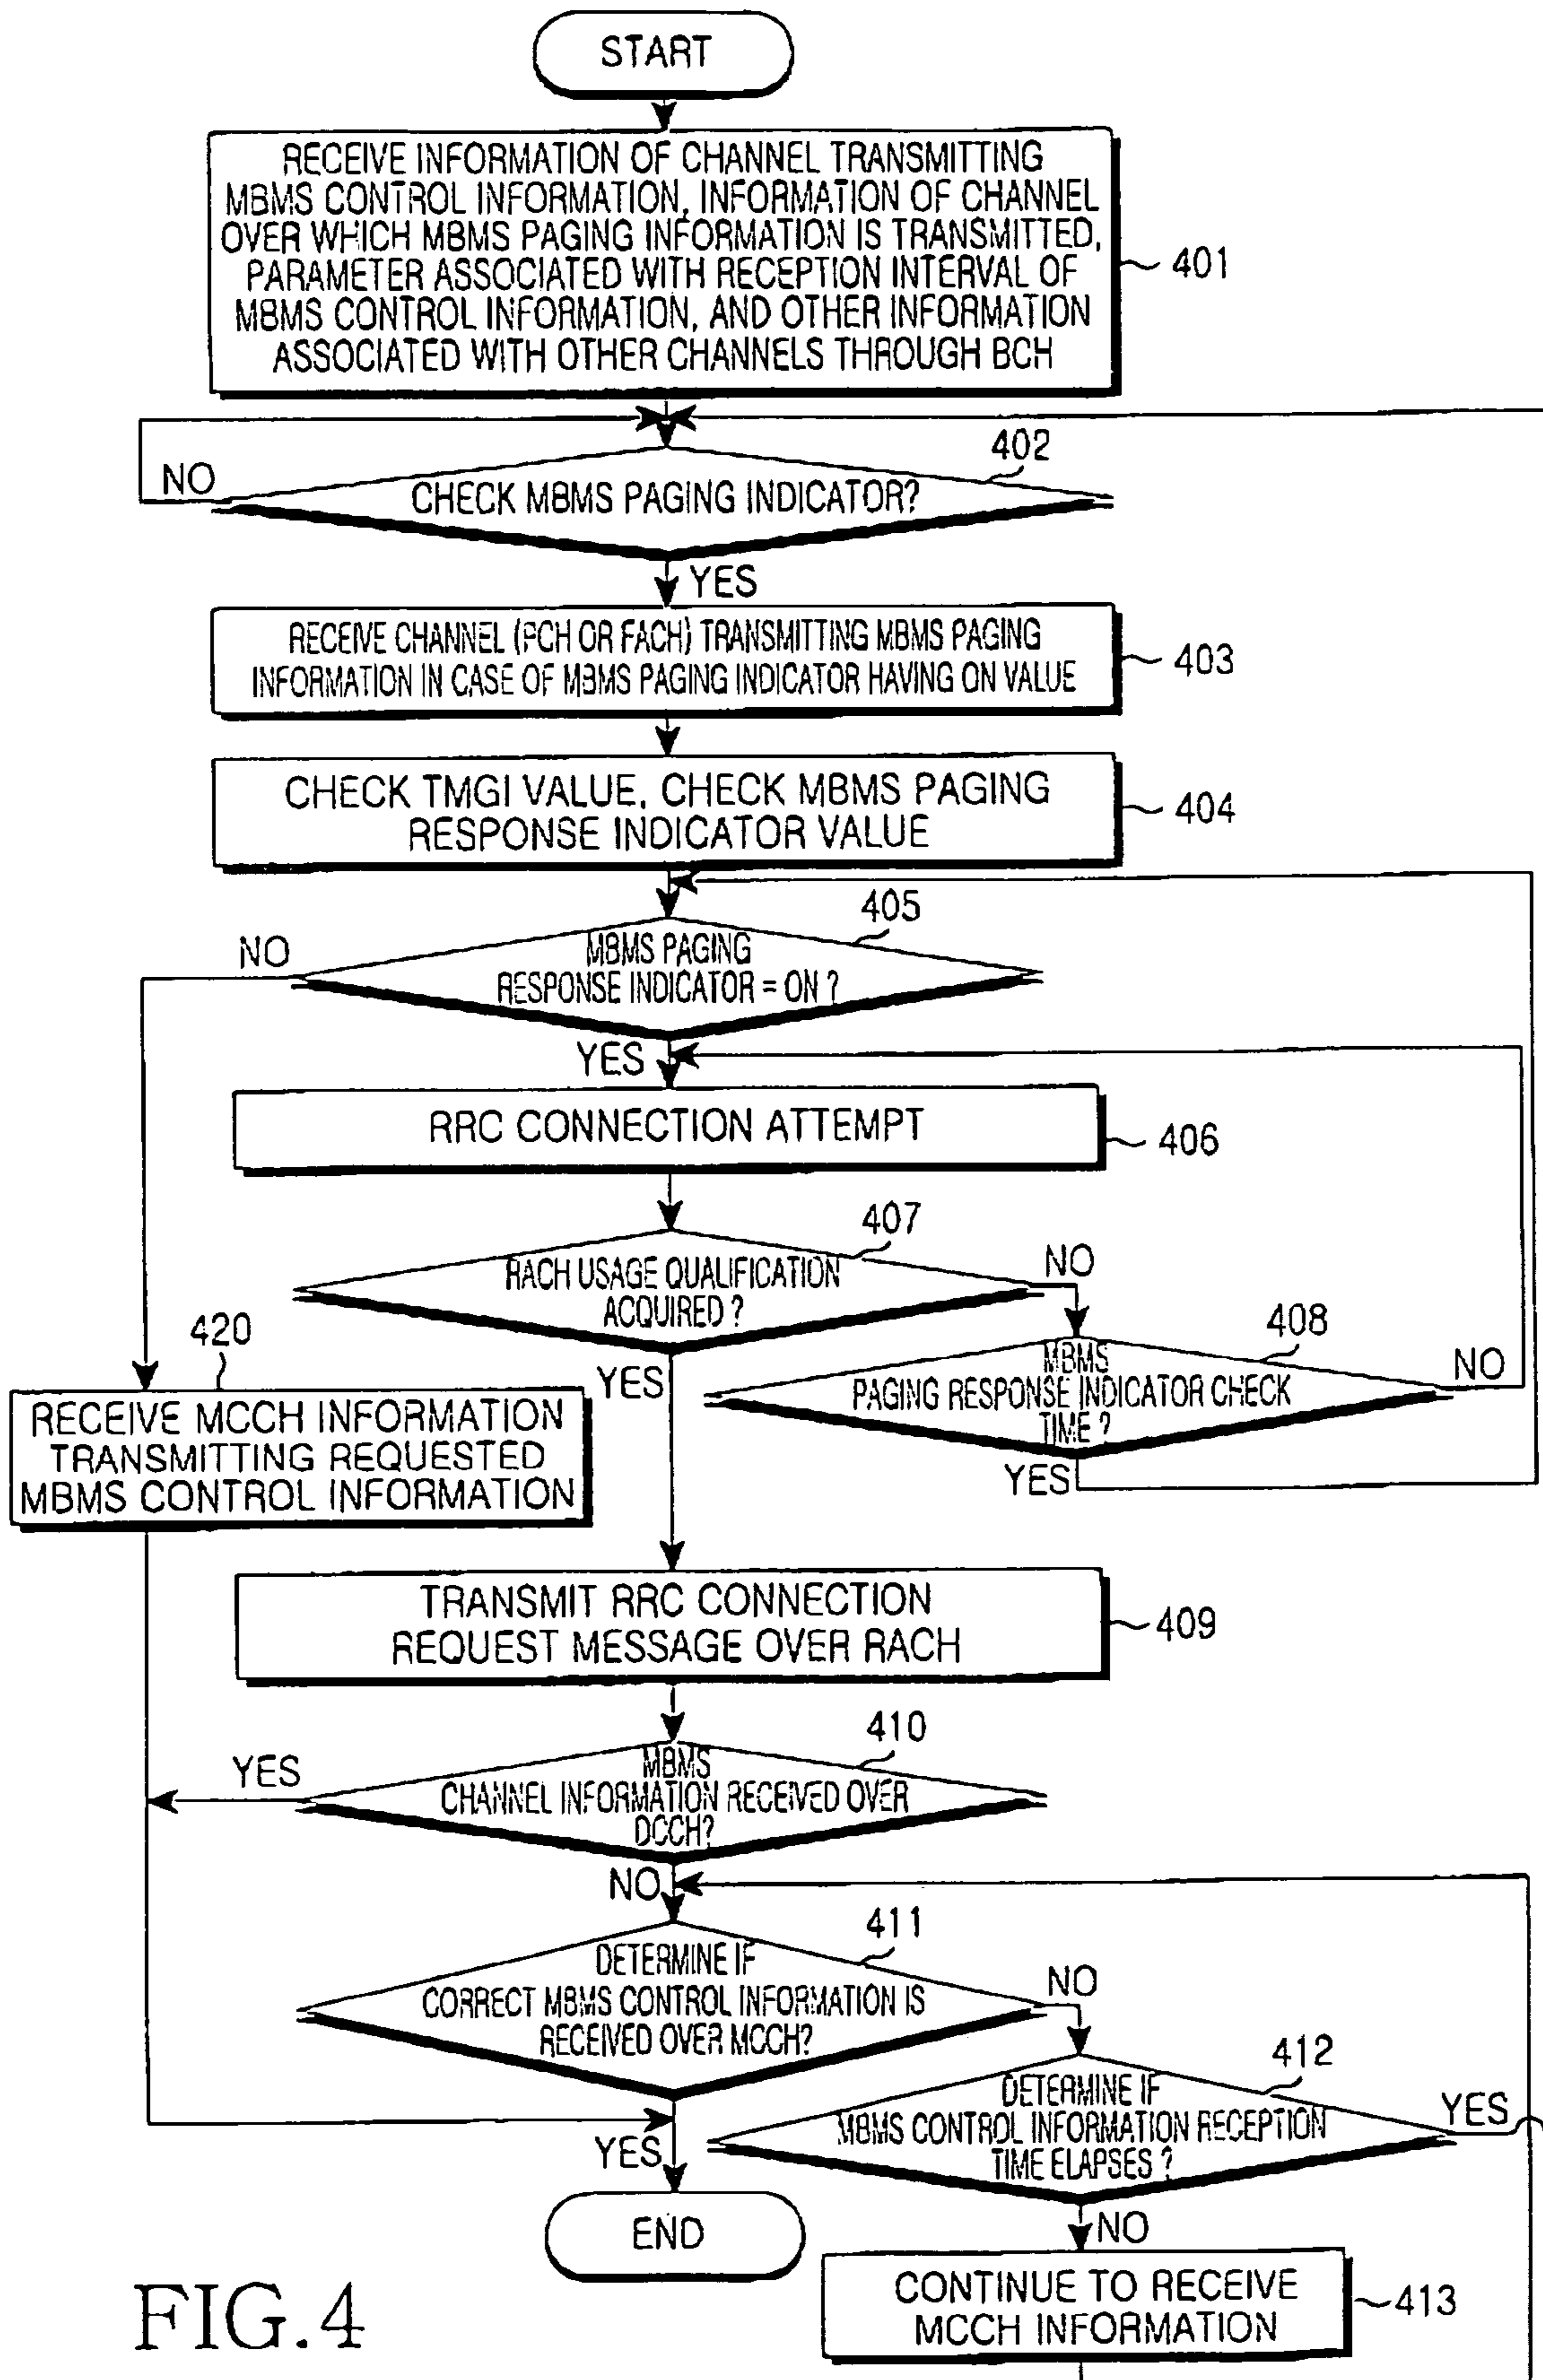 START
RECEIVE INFORMATION OF CHANNEL TRANSMITTING
MBMS CONTROL INFORMATION, INFORMATION OF CHANNEL
OVER WHICH MBMS PAGING INFORMATION IS TRANSMITTED,
PARAMETER ASSOCIATED WITH RECEPTION INTERVAL OF
MBMS CONTROL INFORMATION, AND OTHER INFORMATION
ASSOCIATED WITH OTHER CHANNELS THROUGH BCH
401
402
NO
CHECK MBMS PAGING INDICATOR?
YES
RECEIVE CHANNEL (PCH OR FACH) TRANSMITTING MBMS PAGING
INFORMATION IN CASE OF MBMS PAGING INDICATOR HAVING ON VALUE
403
CHECK TMGI VALUE, CHECK MBMS PAGING
RESPONSE INDICATOR VALUE
404
405
NO
MBMS PAGING
RESPONSE INDICATOR = ON ?
YES
RRC CONNECTION ATTEMPT
406
407
RACH USAGE QUALIFICATION
ACQUIRED ?
NO
YES
408
MBMS
PAGING RESPONSE INDICATOR CHECK
TIME ?
NO
YES
420
RECEIVE MCCH INFORMATION
TRANSMITTING REQUESTED
MBMS CONTROL INFORMATION
TRANSMIT RRC CONNECTION
REQUEST MESSAGE OVER RACH
409
410
YES
MBMS
CHANNEL INFORMATION RECEIVED OVER
DCCH?
NO
411
DETERMINE IF
CORRECT MBMS CONTROL INFORMATION IS
RECEIVED OVER MCCH?
NO
YES
412
DETERMINE IF
MBMS CONTROL INFORMATION RECEPTION
TIME ELAPSES ?
YES
NO
END
CONTINUE TO RECEIVE
MCCH INFORMATION
413
FIG.4